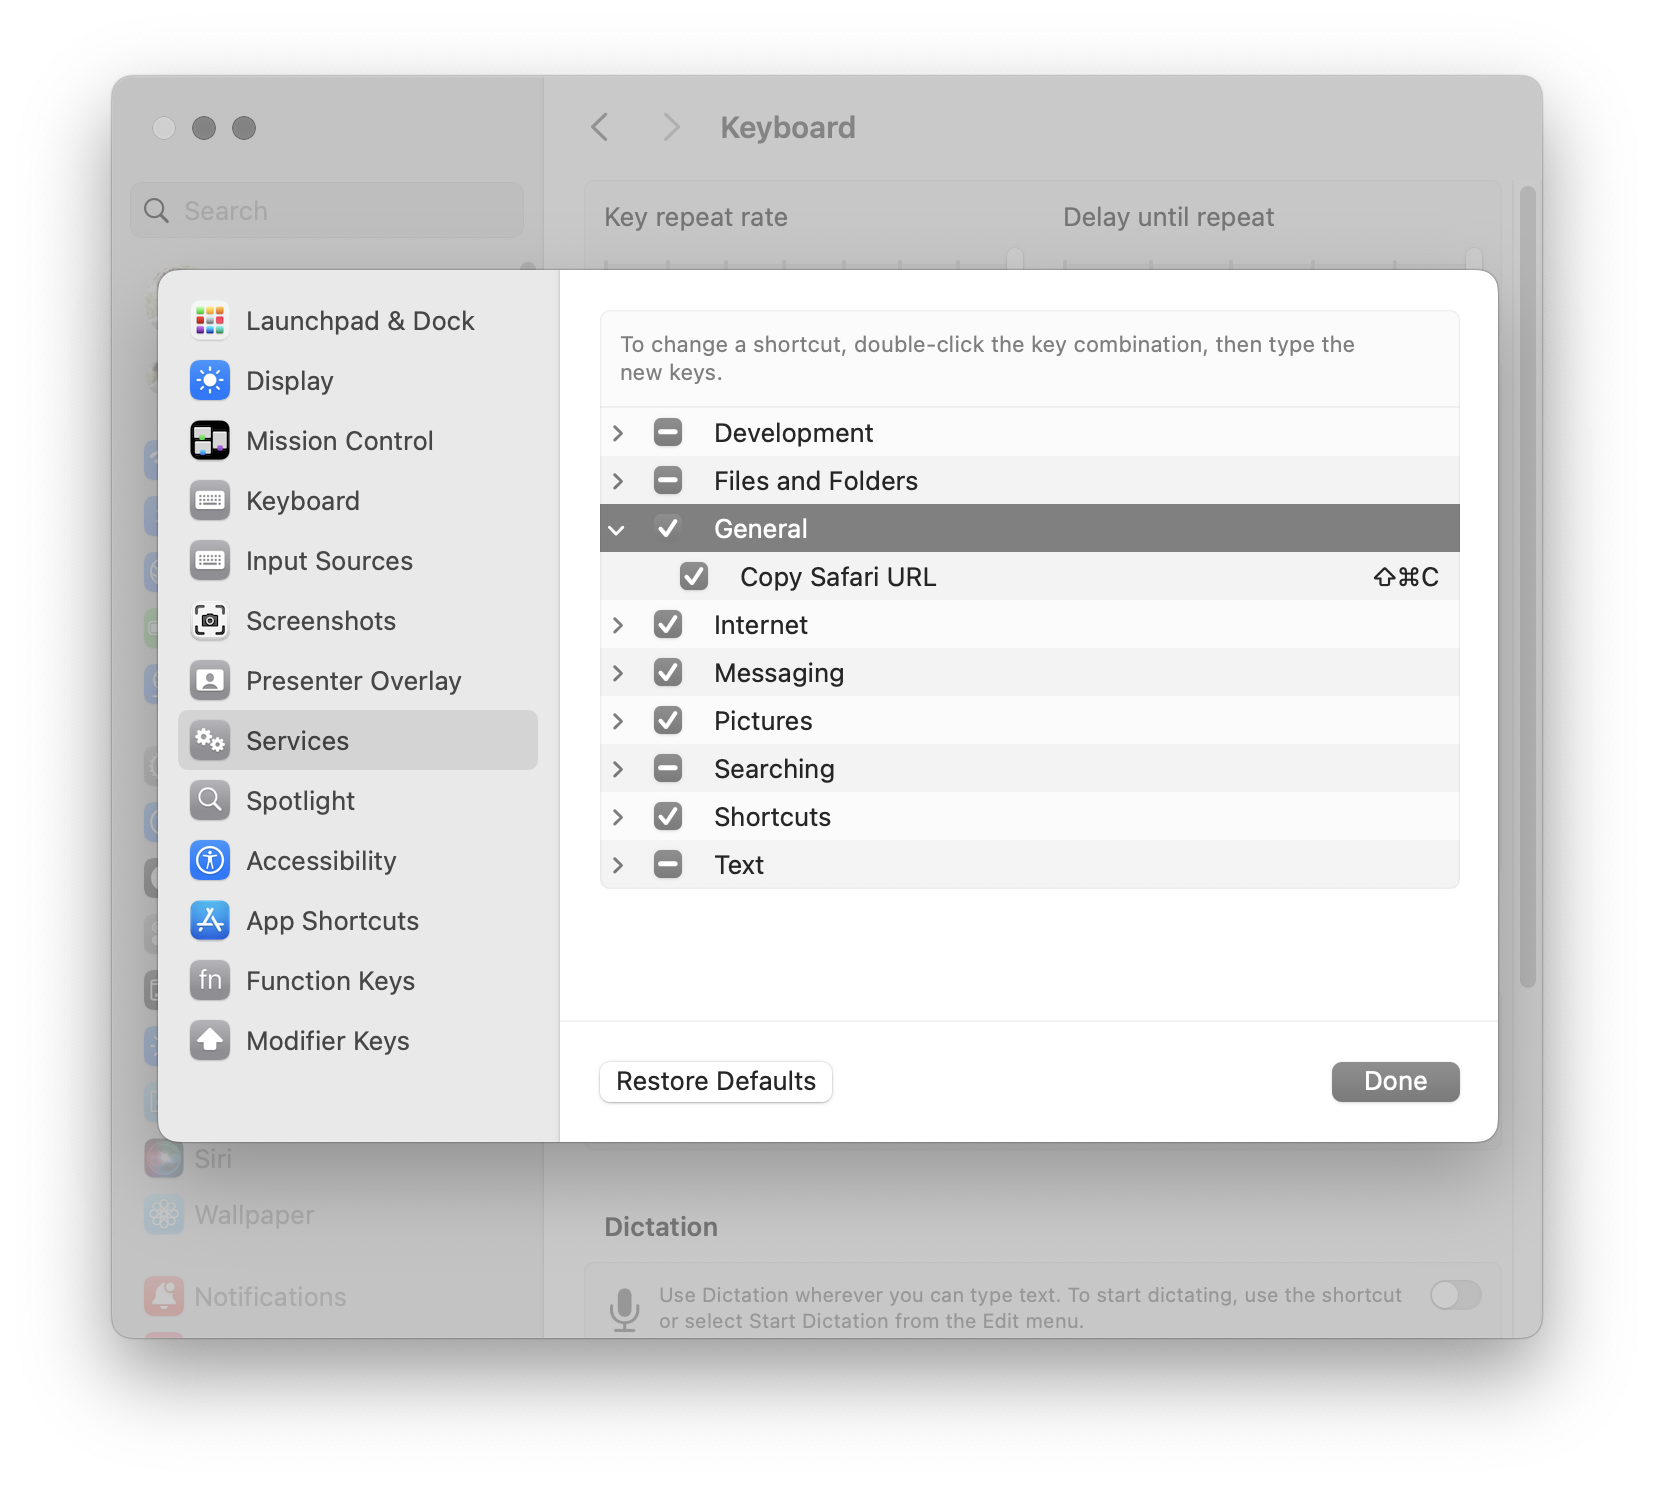 Keyboard
Search
Key repeat rate
Delay until repeat
Launchpad & Dock
Display
Mission Control
Keyboard
Input Sources
Screenshots
Presenter Overlay
Services
Spotlight
Accessibility
App Shortcuts
fn Function Keys
Modifier Keys
To change a shortcut, double-click the key combination, then type the
new keys.
Development
Files and Folders
General
Copy Safari URL ⇧⌘C
Internet
Messaging
Pictures
Searching
Shortcuts
Text
Restore Defaults
Done
Siri
Wallpaper
Notifications
Dictation
Use Dictation wherever you can type text. To start dictating, use the shortcut
or select Start Dictation from the Edit menu.